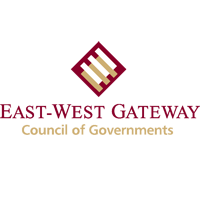 EAST-WEST GATEWAY
Council of Governments